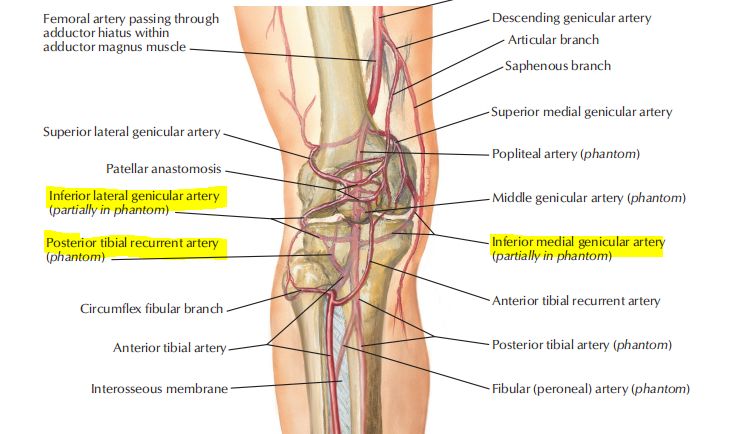 Femoral artery passing through
adductor hiatus within
adductor magnus muscle
Superior lateral genicular artery
Patellar anastomosis
Inferior lateral genicular artery
(partially in phantom)
Posterior tibial recurrent artery
(phantom)
Circumflex fibular branch
Anterior tibial artery
Interosseous membrane
Descending genicular artery
Articular branch
Saphenous branch
Superior medial genicular artery
Popliteal artery (phantom)
Middle genicular artery (phantom)
Inferior medial genicular artery
(partially in phantom)
Anterior tibial recurrent artery
Posterior tibial artery (phantom)
Fibular (peroneal) artery (phantom)